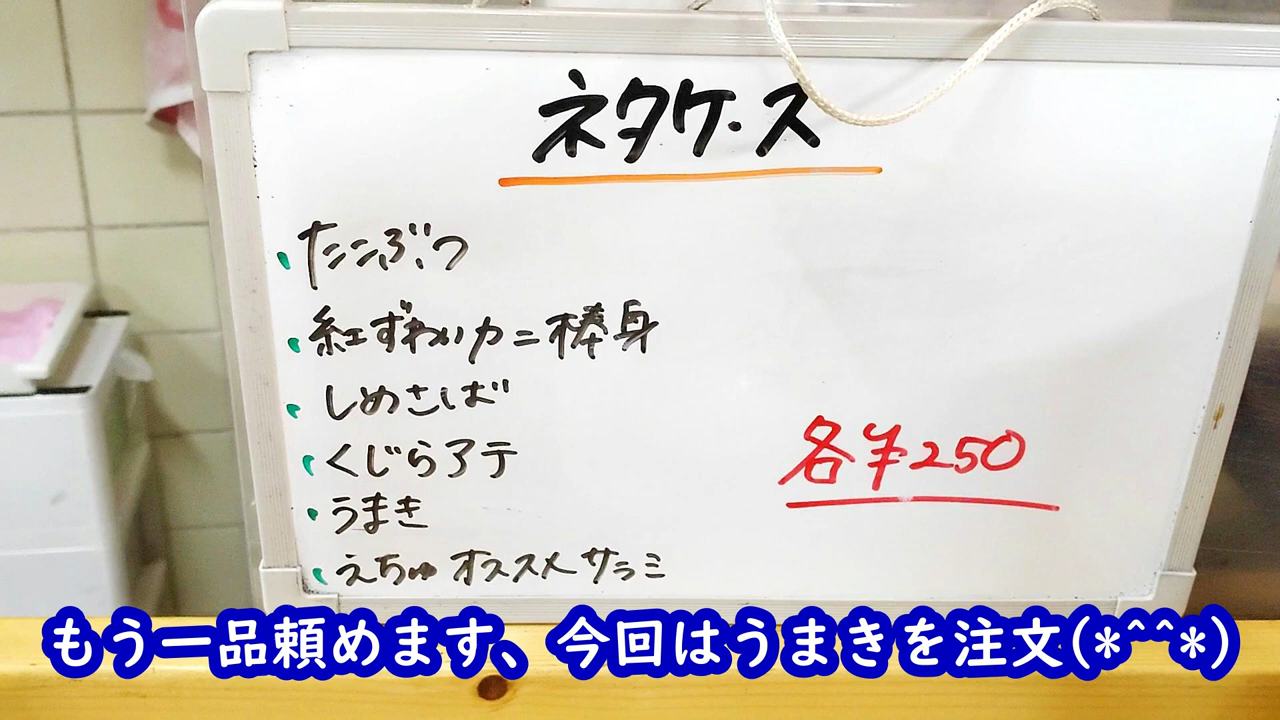 ネタケース
・たこぶつ
・紅ずわいカニ棒身
・しめさば
・くじらアテ
・うまき
・えちゅオススメサラミ
各¥250
もう一品頼めます、今回はうまきを注文(*^^*)